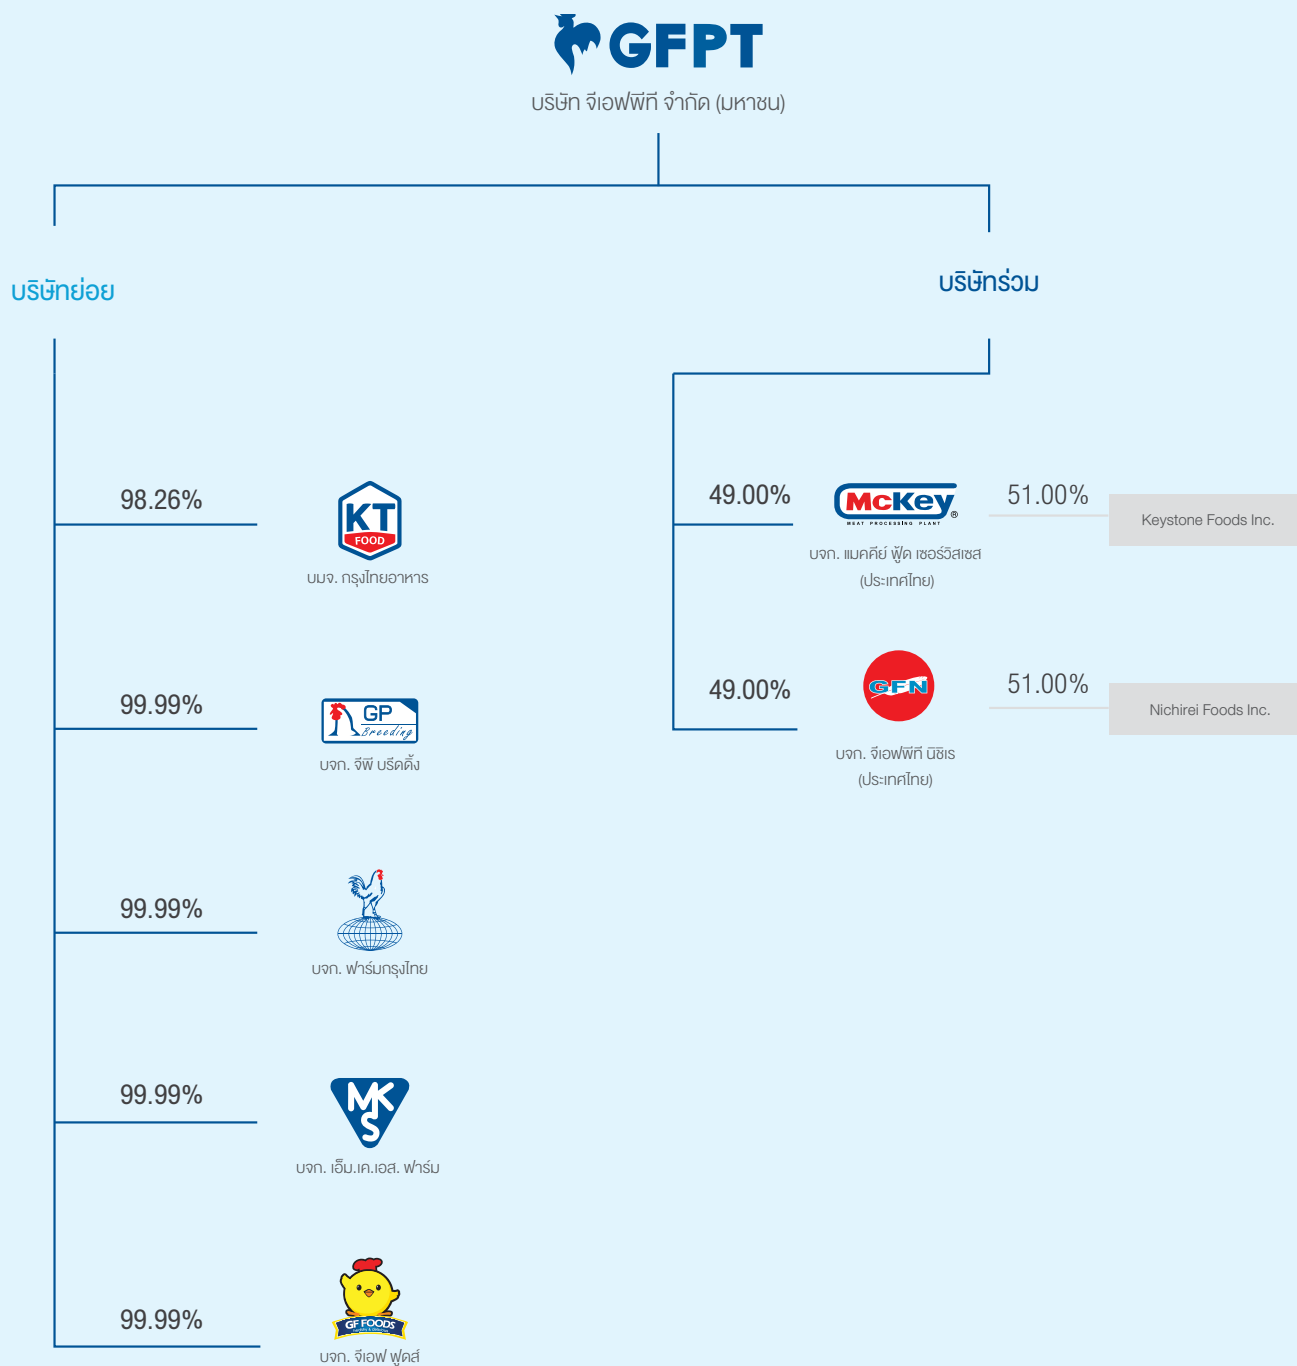 GFPT
บริษัท จีเอฟพีที จำกัด (มหาชน)
บริษัทย่อย
98.26%
KT
FOOD
บมจ. กรุงไทยอาหาร
99.99%
GP
Breeding
บจก. จีพี บรีดดิ้ง
99.99%
บจก. ฟาร์มกรุงไทย
99.99%
MK
S
บจก. เอ็ม.เค.เอส. ฟาร์ม
99.99%
GF FOODS
บจก. จีเอฟ ฟูดส์
บริษัทร่วม
49.00%
McKey
MEAT PROCESSING PLANT
®
บจก. แมคคีย์ ฟู้ด เซอร์วิสเซส
(ประเทศไทย)
51.00%
Keystone Foods Inc.
49.00%
GFN
บจก. จีเอฟพีที นิชิเร
(ประเทศไทย)
51.00%
Nichirei Foods Inc.